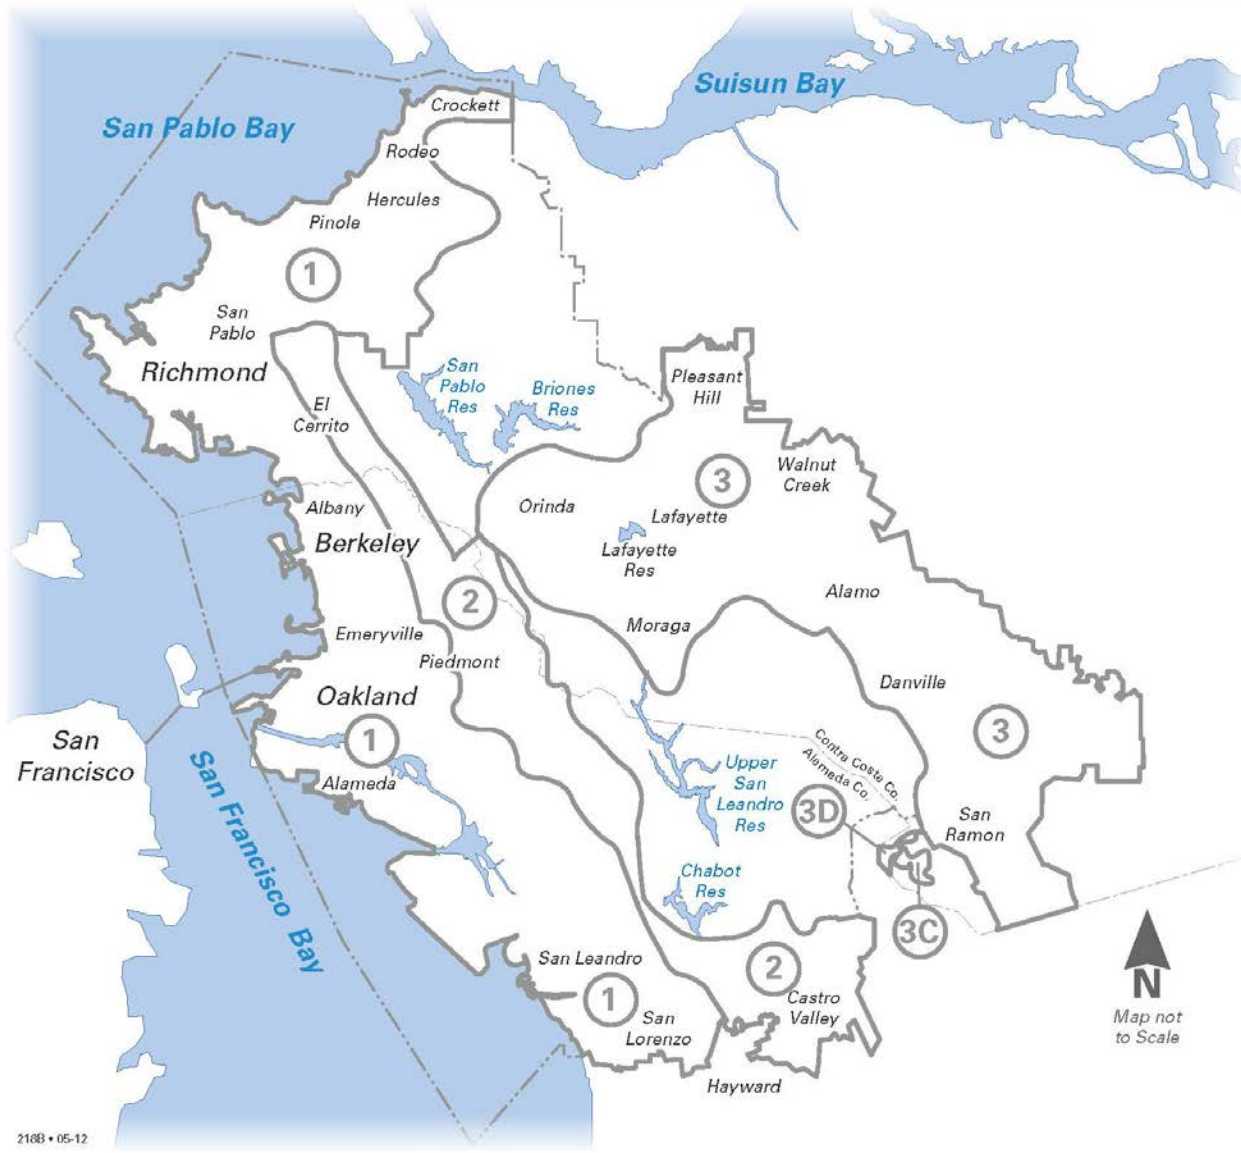 Suisun Bay
San Pablo Bay
Crockett
Rodeo
Hercules
Pinole
1
San
Pablo
Richmond
El
Cerrito
San
Pablo
Res
Briones
Res
Pleasant
Hill
Walnut
Creek
3
Orinda
Lafayette
Lafayette
Res
Albany
Berkeley
2
Alamo
Moraga
Emeryville
Piedmont
Danville
Oakland
1
3
San
Francisco
San Francisco Bay
Alameda
Contra Costa Co.
Alameda Co.
Upper
San
Leandro
Res
3D
San
Ramon
Chabot
Res
3C
San Leandro
2
1
Castro
Valley
San
Lorenzo
Hayward
N
Map not
to Scale
218B • 05-12